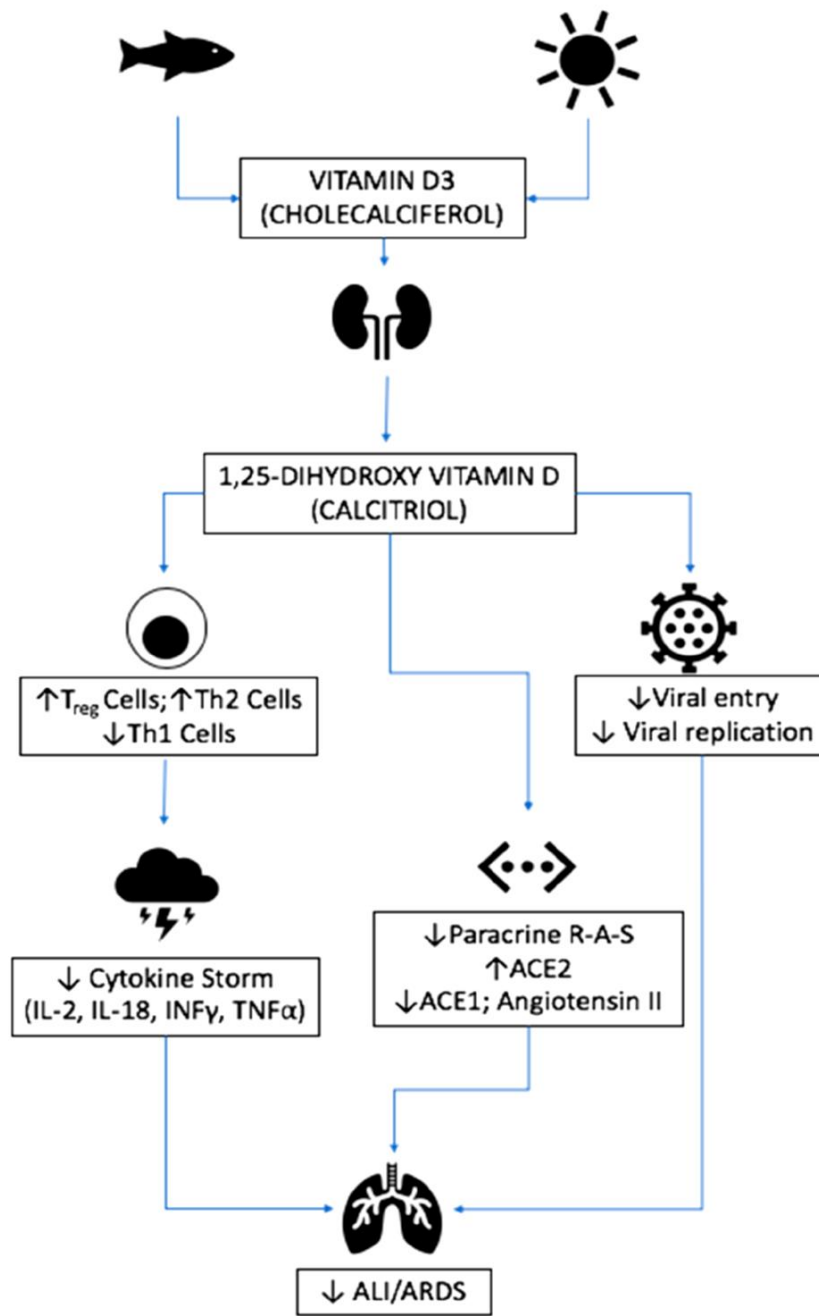 VITAMIN D3
(CHOLECALCIFEROL)
1,25-DIHYDROXY VITAMIN D
(CALCITRIOL)
↑Treg Cells; ↑Th2 Cells
↓Th1 Cells
↓Viral entry
↓ Viral replication
↓ Cytokine Storm
(IL-2, IL-18, INFγ, TNFα)
↓Paracrine R-A-S
↑ACE2
↓ACE1; Angiotensin II
↓ ALI/ARDS